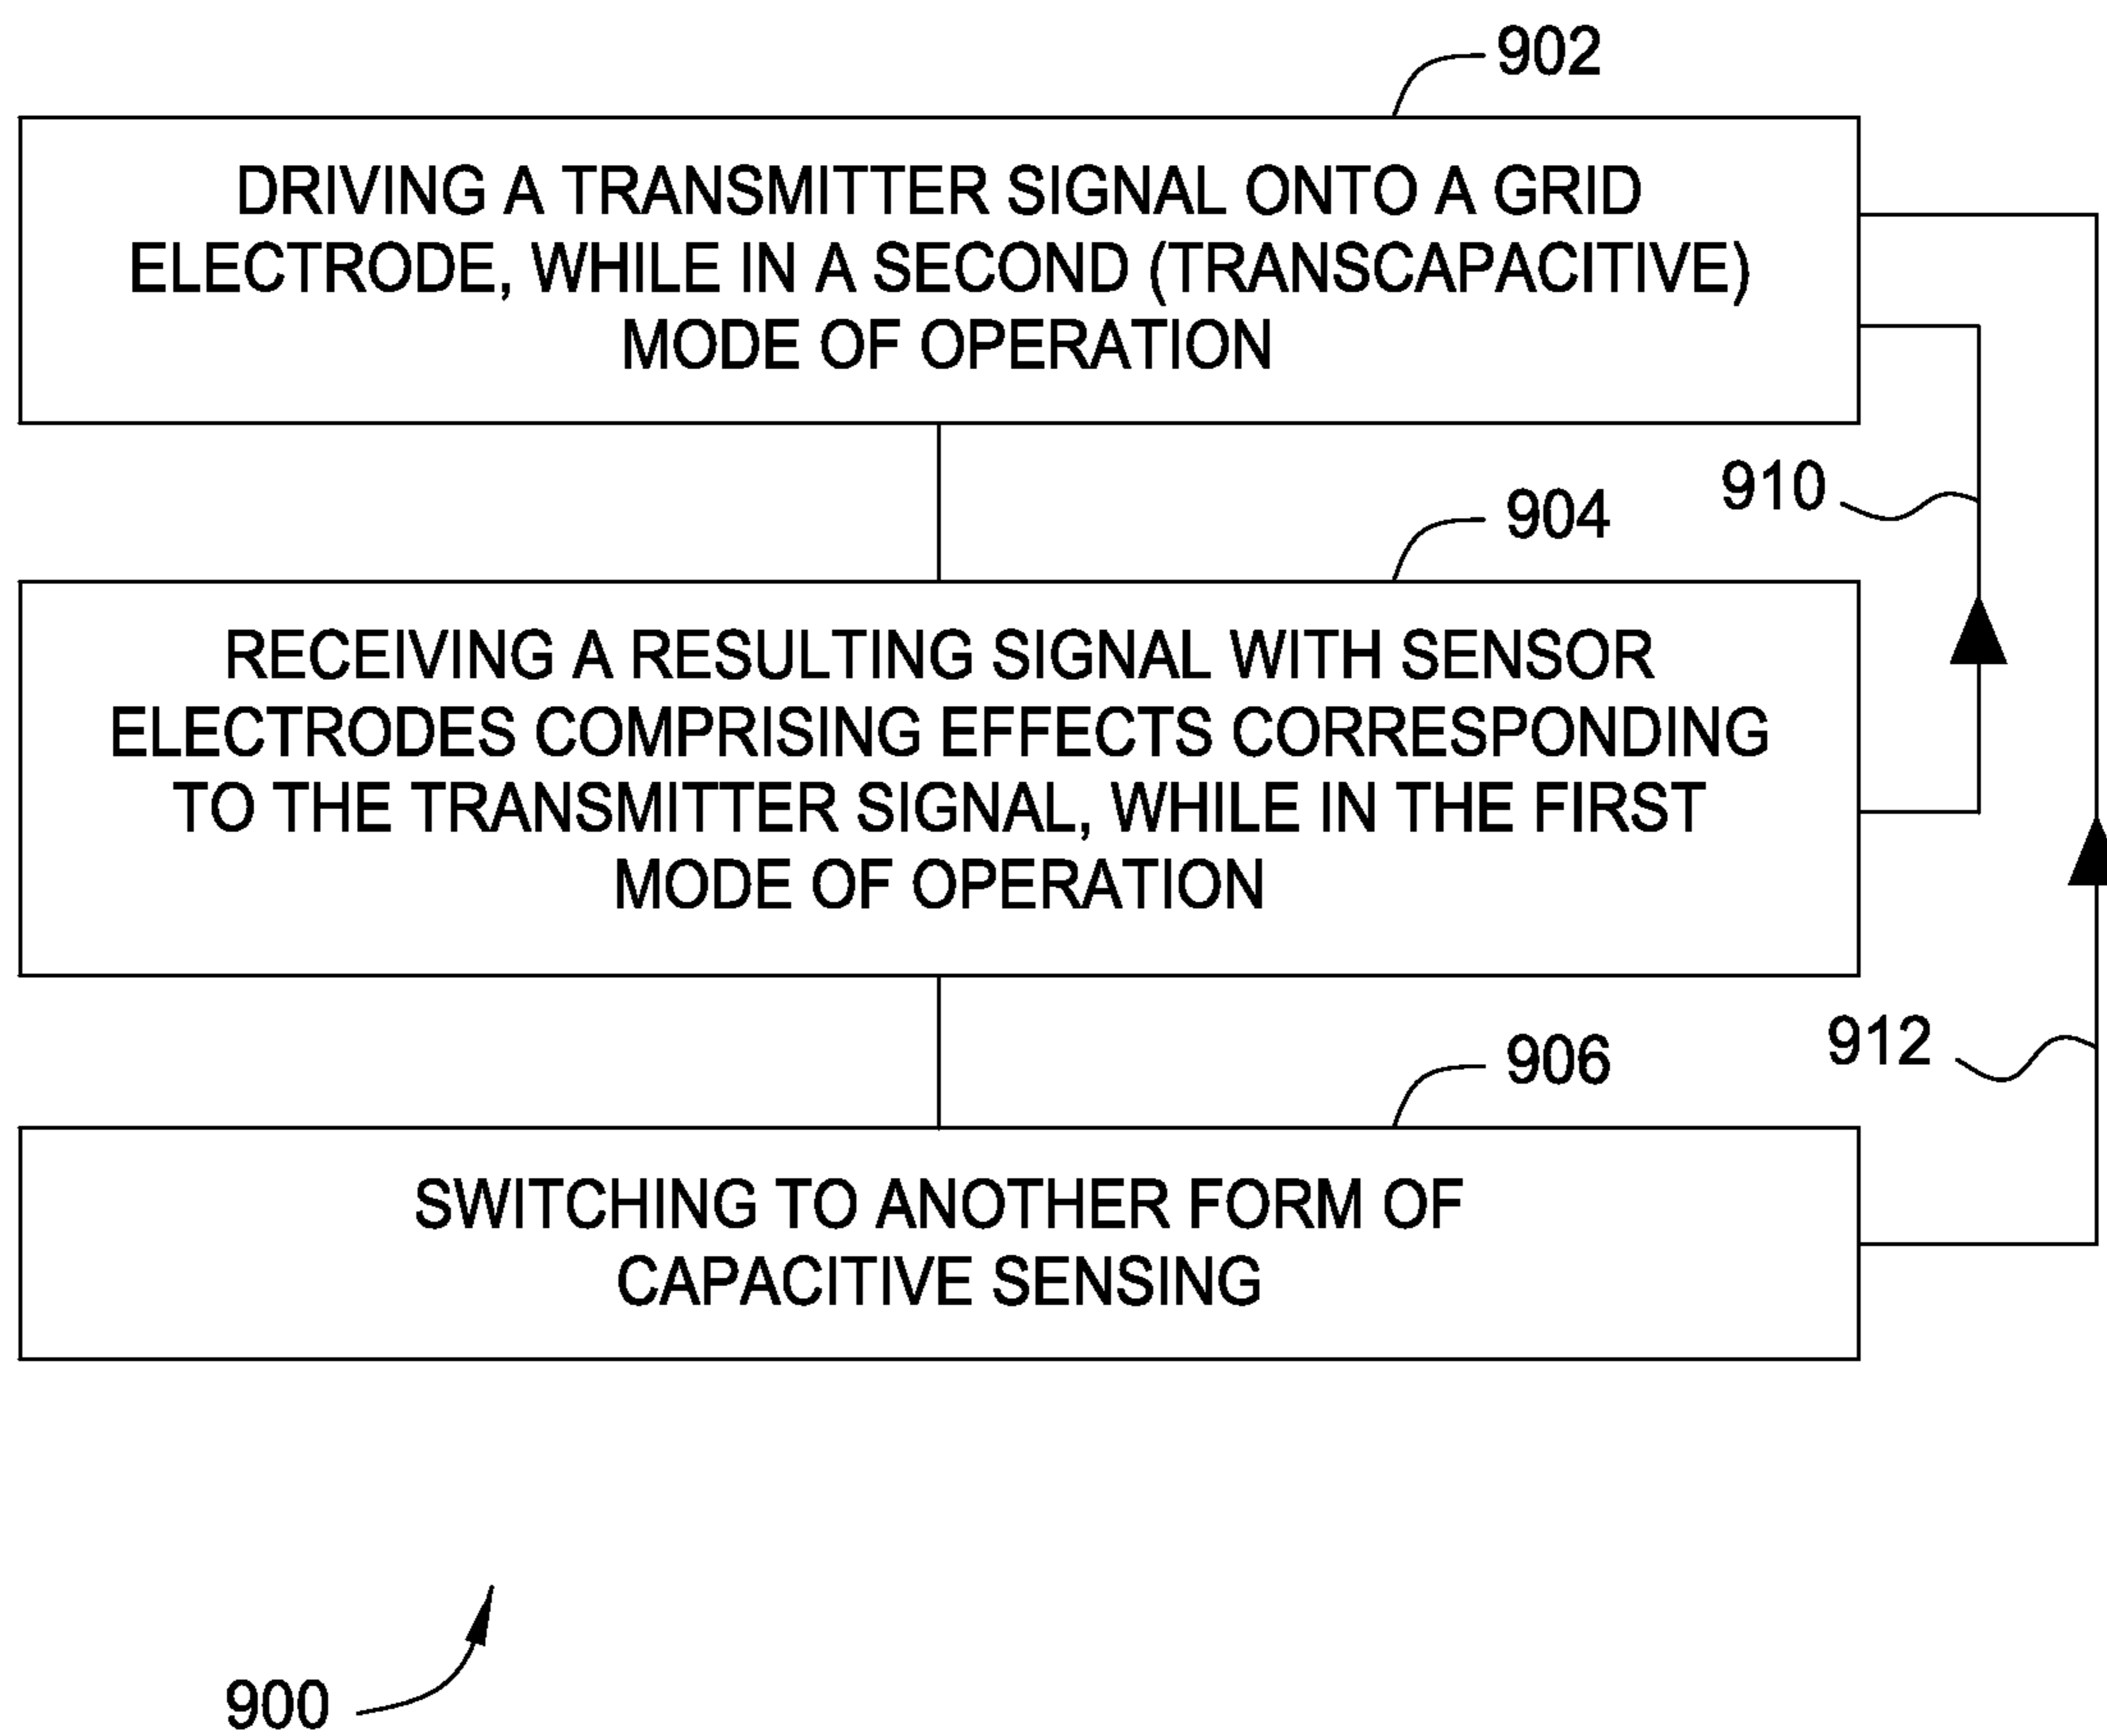 902
DRIVING A TRANSMITTER SIGNAL ONTO A GRID
ELECTRODE, WHILE IN A SECOND (TRANSCAPACITIVE)
MODE OF OPERATION
910
904
RECEIVING A RESULTING SIGNAL WITH SENSOR
ELECTRODES COMPRISING EFFECTS CORRESPONDING
TO THE TRANSMITTER SIGNAL, WHILE IN THE FIRST
MODE OF OPERATION
912
906
SWITCHING TO ANOTHER FORM OF
CAPACITIVE SENSING
900